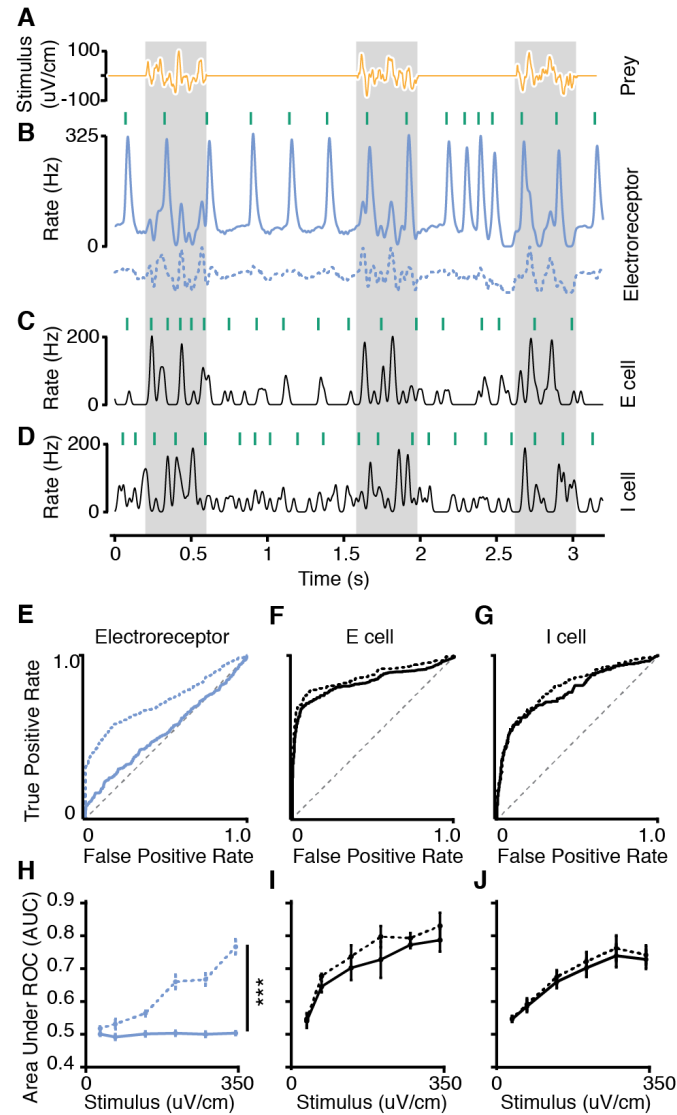 A
Stimulus
(uV/cm)
100
-100
Prey
B
Rate (Hz)
325
0
Electroreceptor
C
Rate (Hz)
200
0
E cell
D
Rate (Hz)
200
0
I cell
0 0.5 1 1.5 2 2.5 3
Time (s)
E F G
Electroreceptor E cell I cell
True Positive Rate
1.0
0
0 1.0 0 1.0 0 1.0
False Positive Rate False Positive Rate False Positive Rate
H I J
Area Under ROC (AUC)
0.9
0.8
0.7
0.6
0.5
0.4
***
0 350 0 350 0 350
Stimulus (uV/cm) Stimulus (uV/cm) Stimulus (uV/cm)